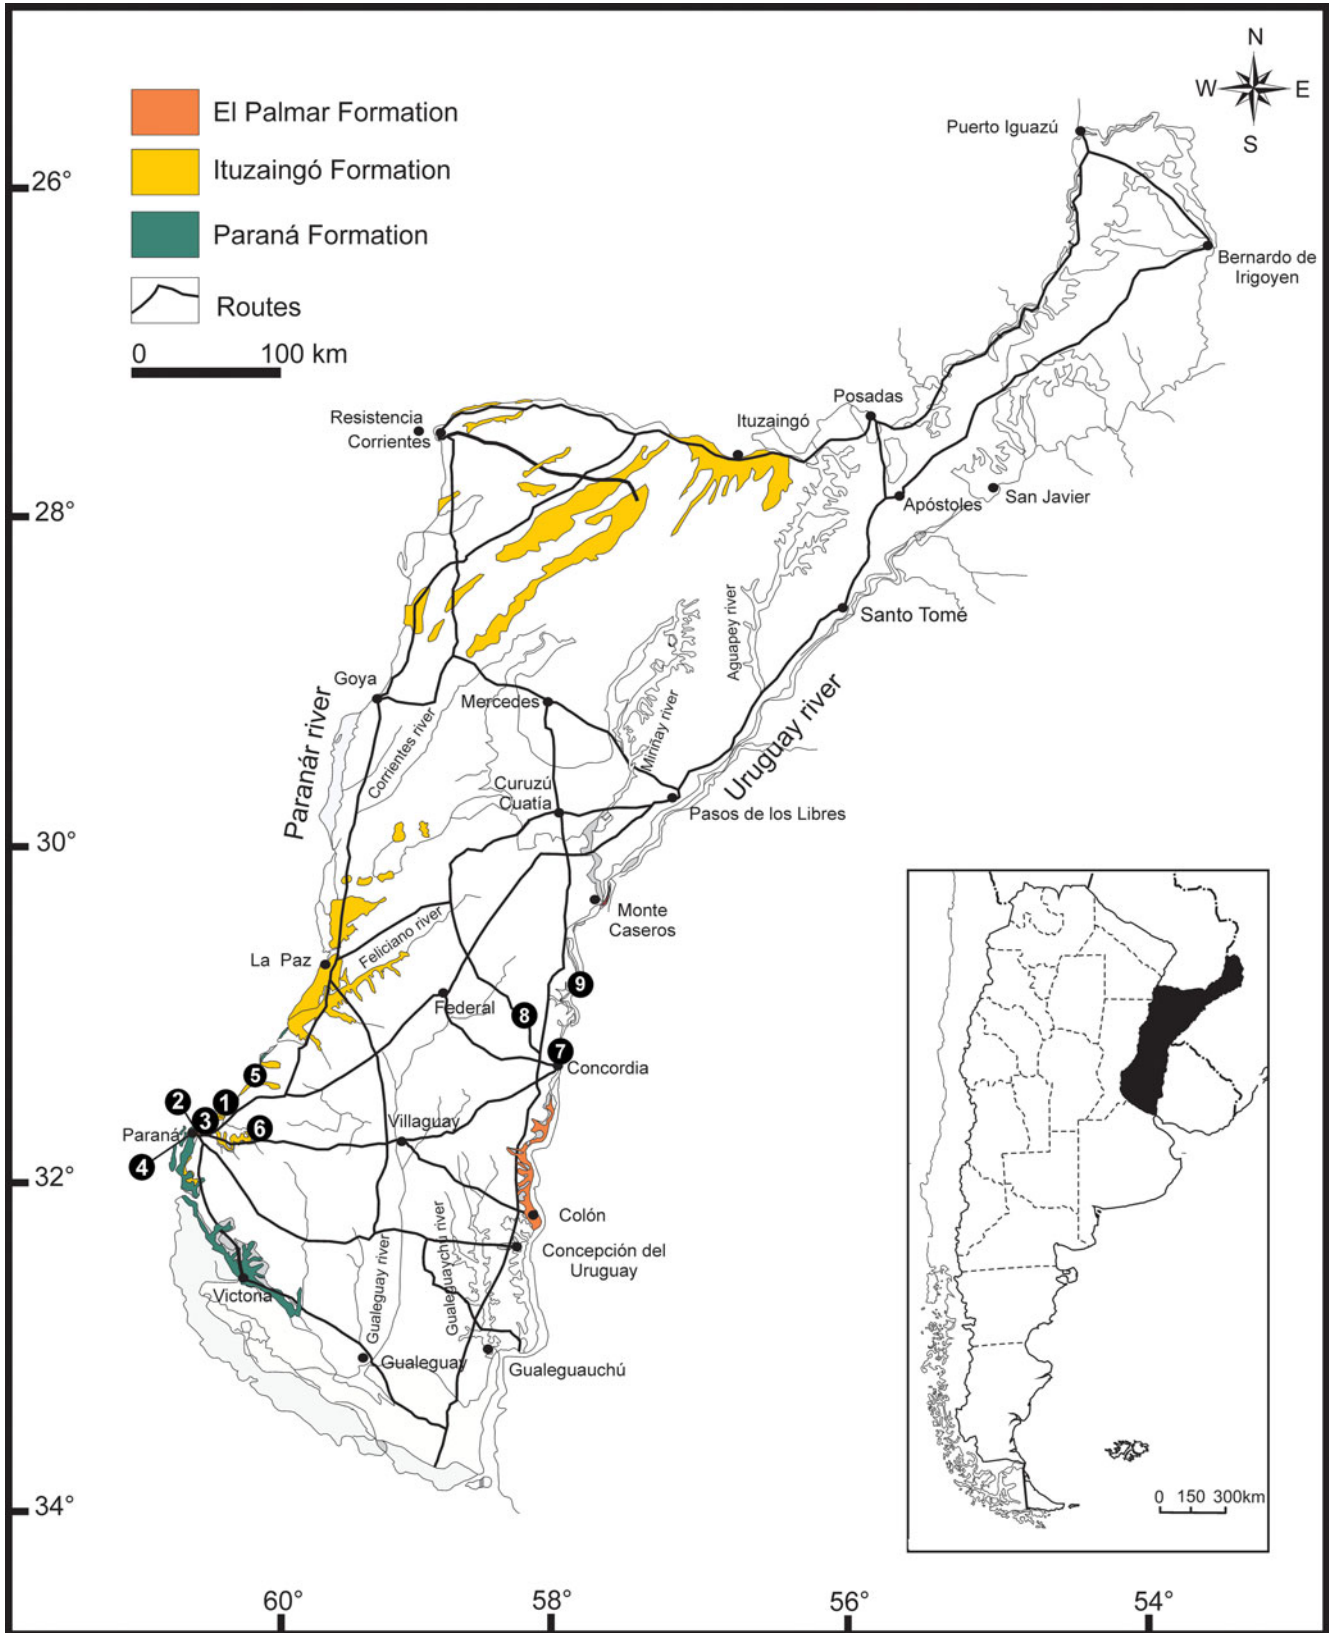 N
W E
S
El Palmar Formation
Ituzaingó Formation
Paraná Formation
Routes
0 100 km
26°
28°
30°
32°
34°
60°
58°
56°
54°
Puerto Iguazú
Bernardo de
Irigoyen
Posadas
Ituzaingó
Resistencia
Corrientes
Apóstoles
San Javier
Santo Tomé
Aguapey river
Goya
Mercedes
Miriñay river
Corrientes river
Paranár river
Uruguay river
Curuzú
Cuatía
Pasos de los Libres
Monte
Caseros
La Paz
Feliciano river
Federal
9
8
7
Concordia
5
2
1
3
6
Paraná
4
Villaguay
Colón
Concepción del
Uruguay
Gualeguay river
Gualeguaychu river
Victoria
Gualeguay
Gualeguauchú
0 150 300km